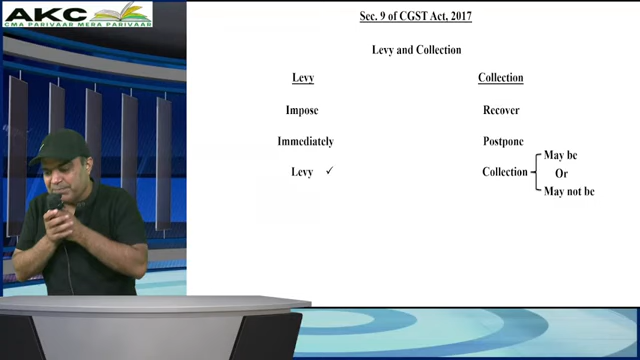 AKC
CMA PARIVAAR MERA PARIVAAR
Sec. 9 of CGST Act, 2017
Levy and Collection
Levy Collection
Impose Recover
Immediately Postpone
Levy ✓ Collection
May be
Or
May not be